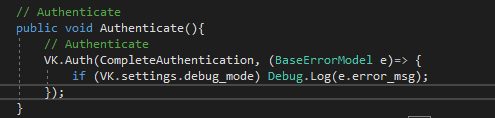 // Authenticate
public void Authenticate(){
// Authenticate
VK.Auth(CompleteAuthentication, (BaseErrorModel e)=> {
if (VK.settings.debug_mode) Debug.Log(e.error_msg);
});
}